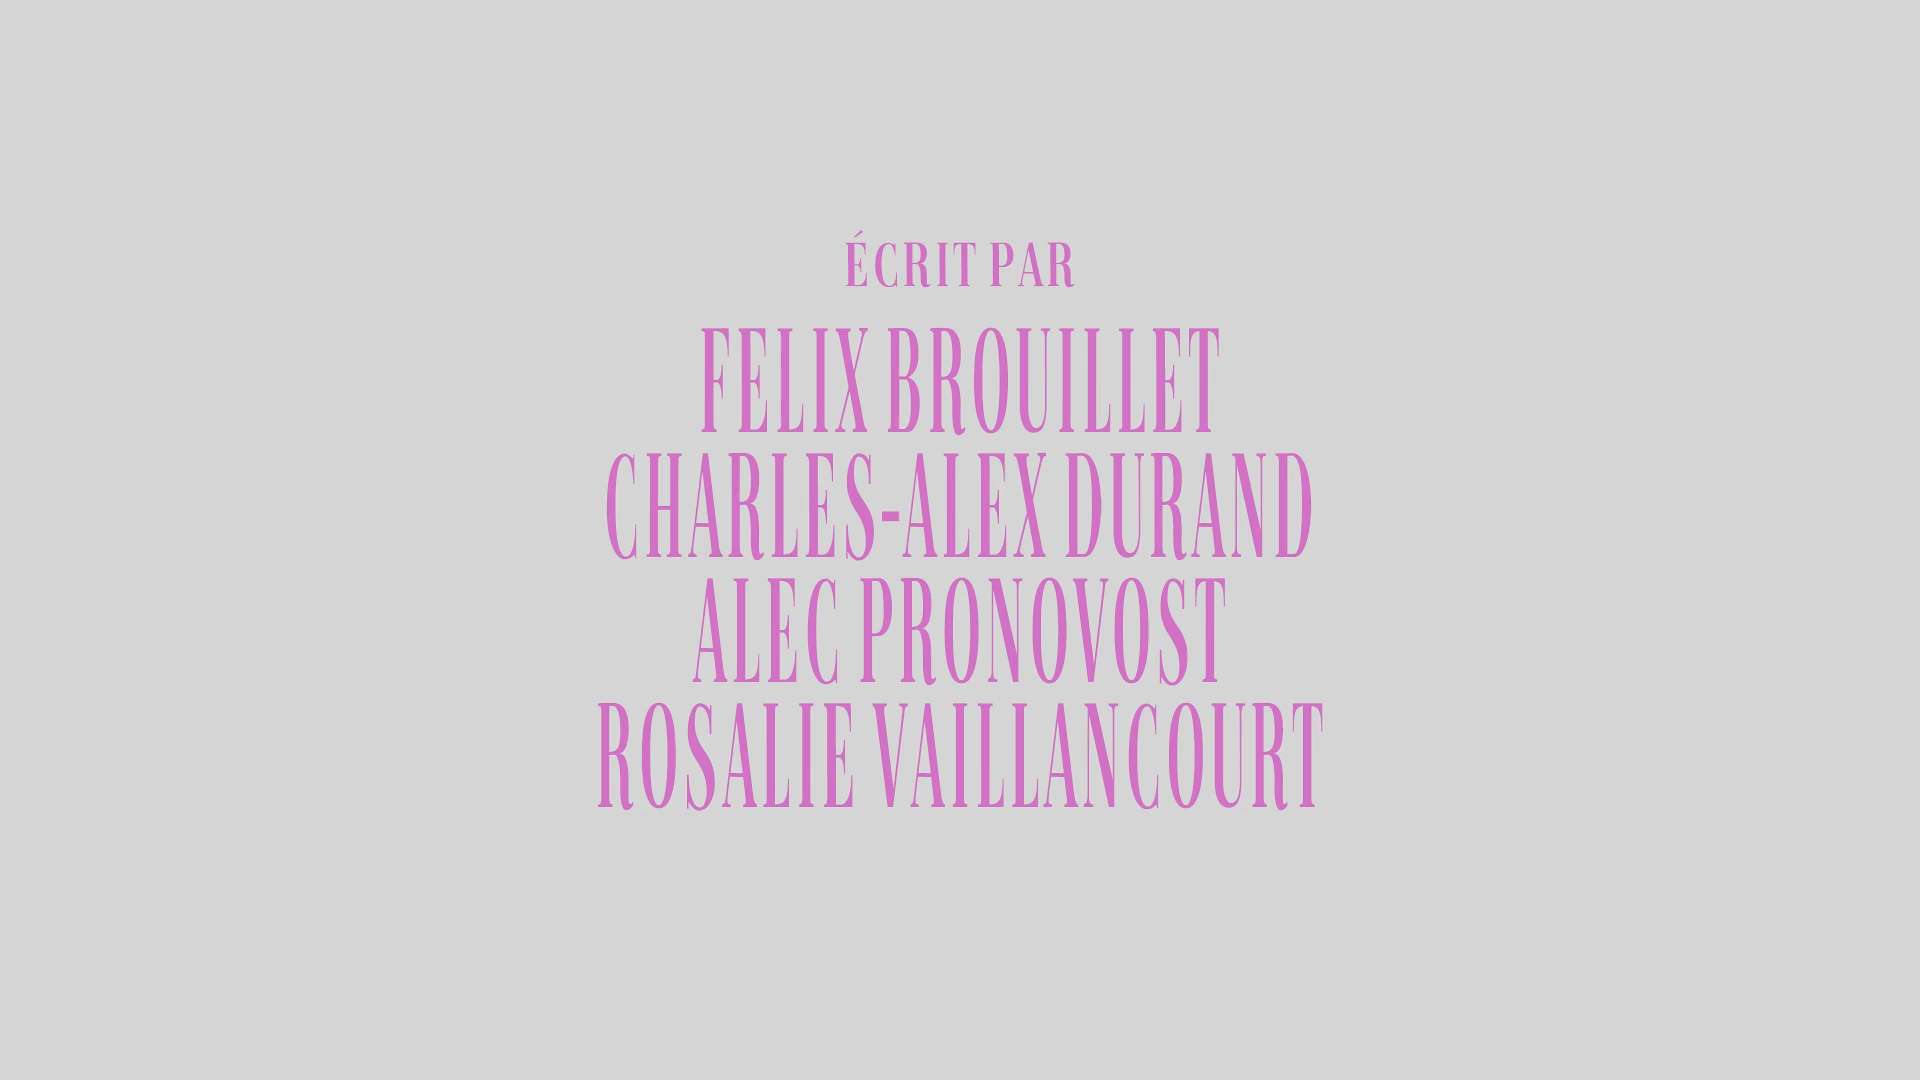 ÉCRIT PAR
FELIX BROUILLET
CHARLES-ALEX DURAND
ALEC PRONOVOST
ROSALIE VAILLANCOURT